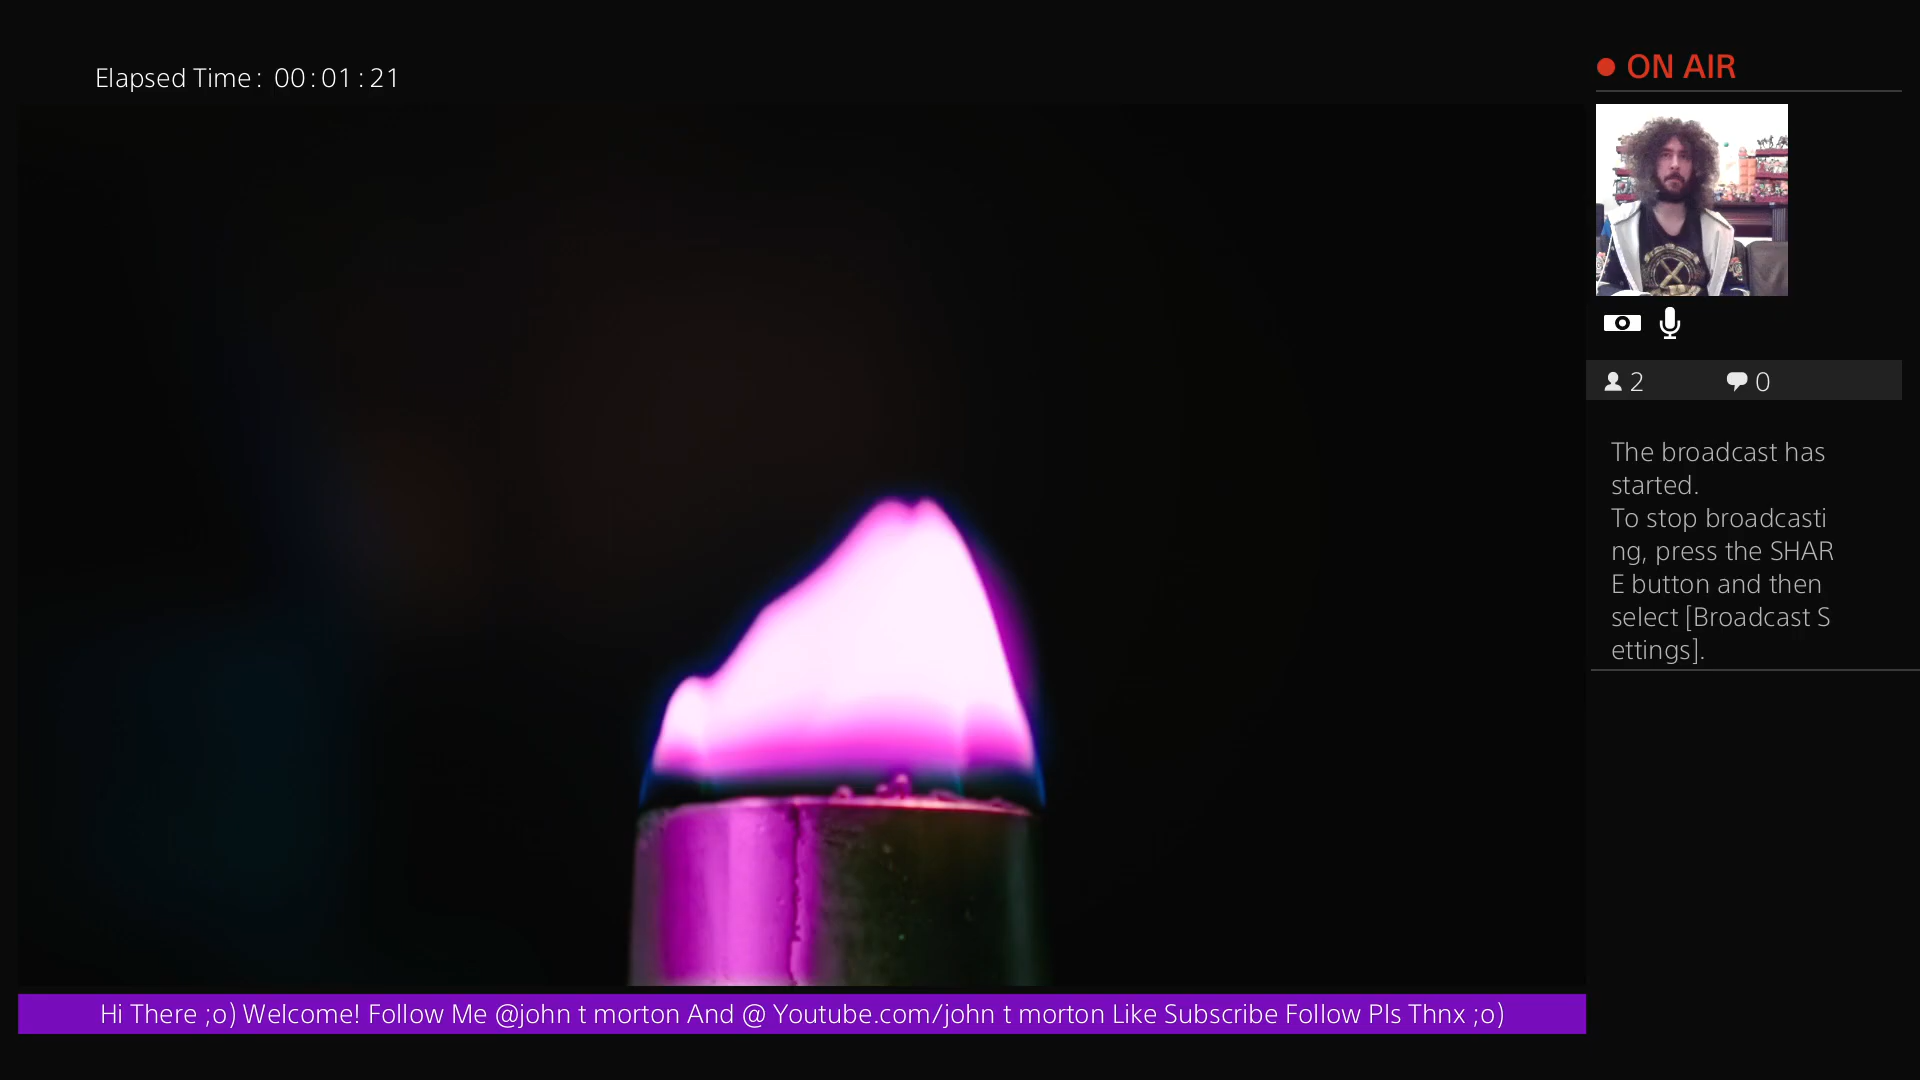 Elapsed Time: 00:01:21
ON AIR
2 0
The broadcast has
started.
To stop broadcasti
ng, press the SHAR
E button and then
select [Broadcast S
ettings].
Hi There ;o) Welcome! Follow Me @john t morton And @ Youtube.com/john t morton Like Subscribe Follow Pls Thnx ;o)